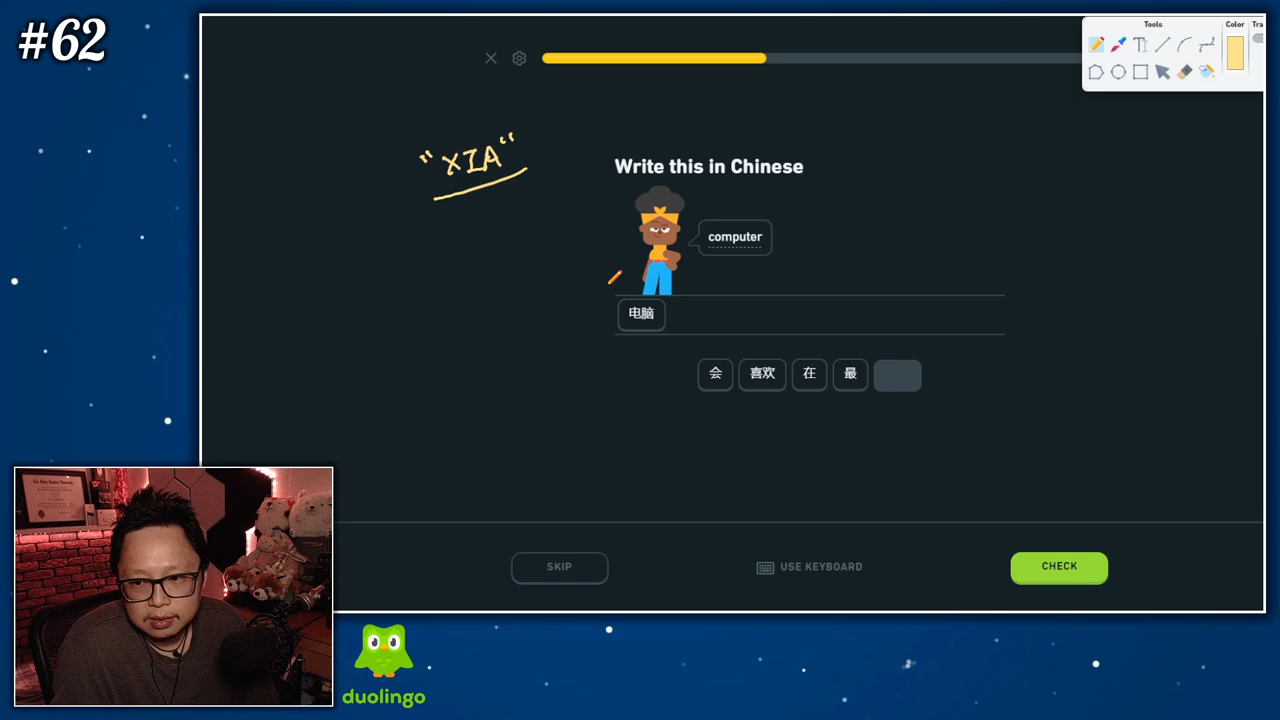 #62
Tools
Color
Tra
"XIA"
Write this in Chinese
computer
电脑
会 喜欢 在 最
SKIP
USE KEYBOARD
CHECK
duolingo